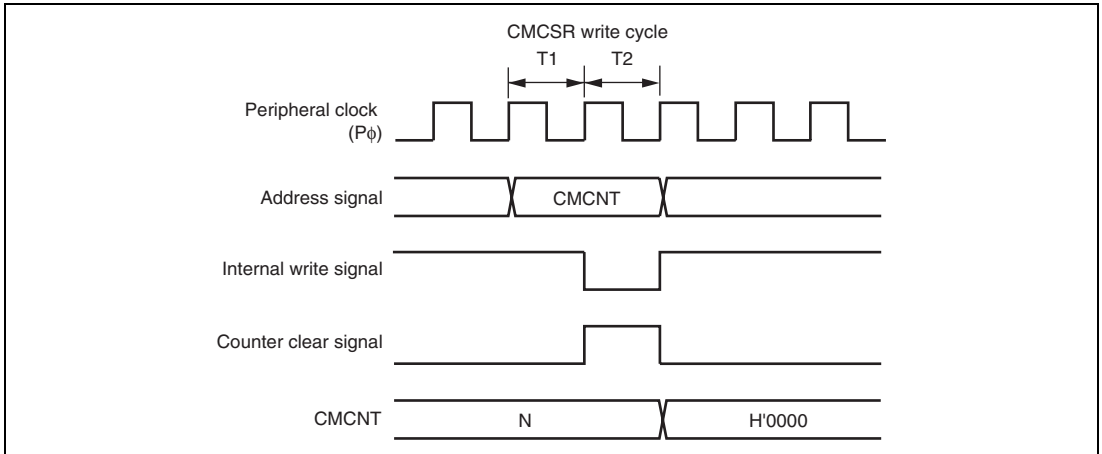 CMCSR write cycle
T1 T2
Peripheral clock
(Pϕ)
Address signal CMCNT
Internal write signal
Counter clear signal
CMCNT N H'0000